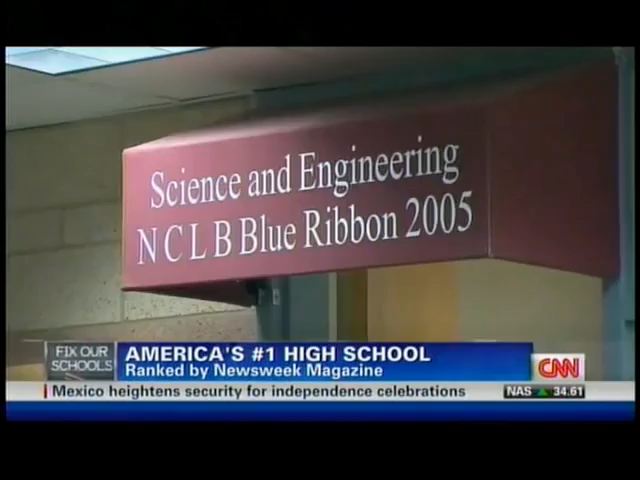 Science and Engineering
N C L B Blue Ribbon 2005
FIX OUR
SCHOOLS
AMERICA'S #1 HIGH SCHOOL
Ranked by Newsweek Magazine
CNN
Mexico heightens security for independence celebrations
NAS ▲ 34.61